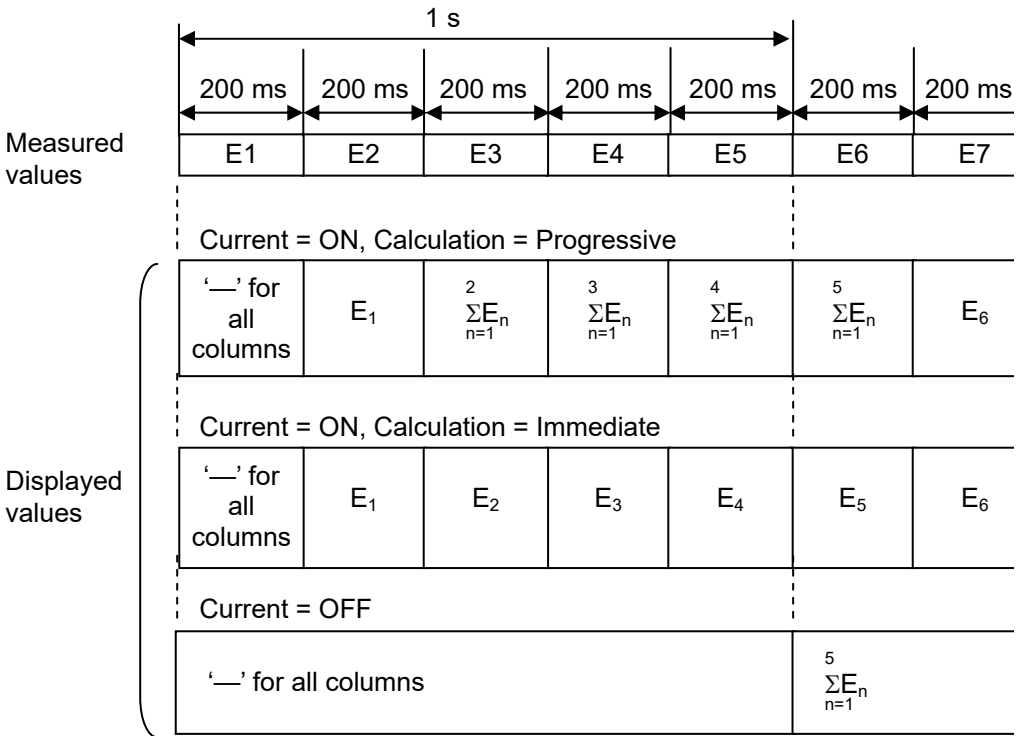 1 s
200 ms 200 ms 200 ms 200 ms 200 ms 200 ms 200 ms
Measured
values
E1 E2 E3 E4 E5 E6 E7
Current = ON, Calculation = Progressive
‘—’ for
all
columns
E₁
2
ΣEₙ
n=1
3
ΣEₙ
n=1
4
ΣEₙ
n=1
5
ΣEₙ
n=1
E₆
Displayed
values
Current = ON, Calculation = Immediate
‘—’ for
all
columns
E₁ E₂ E₃ E₄ E₅ E₆
Current = OFF
‘—’ for all columns
5
ΣEₙ
n=1